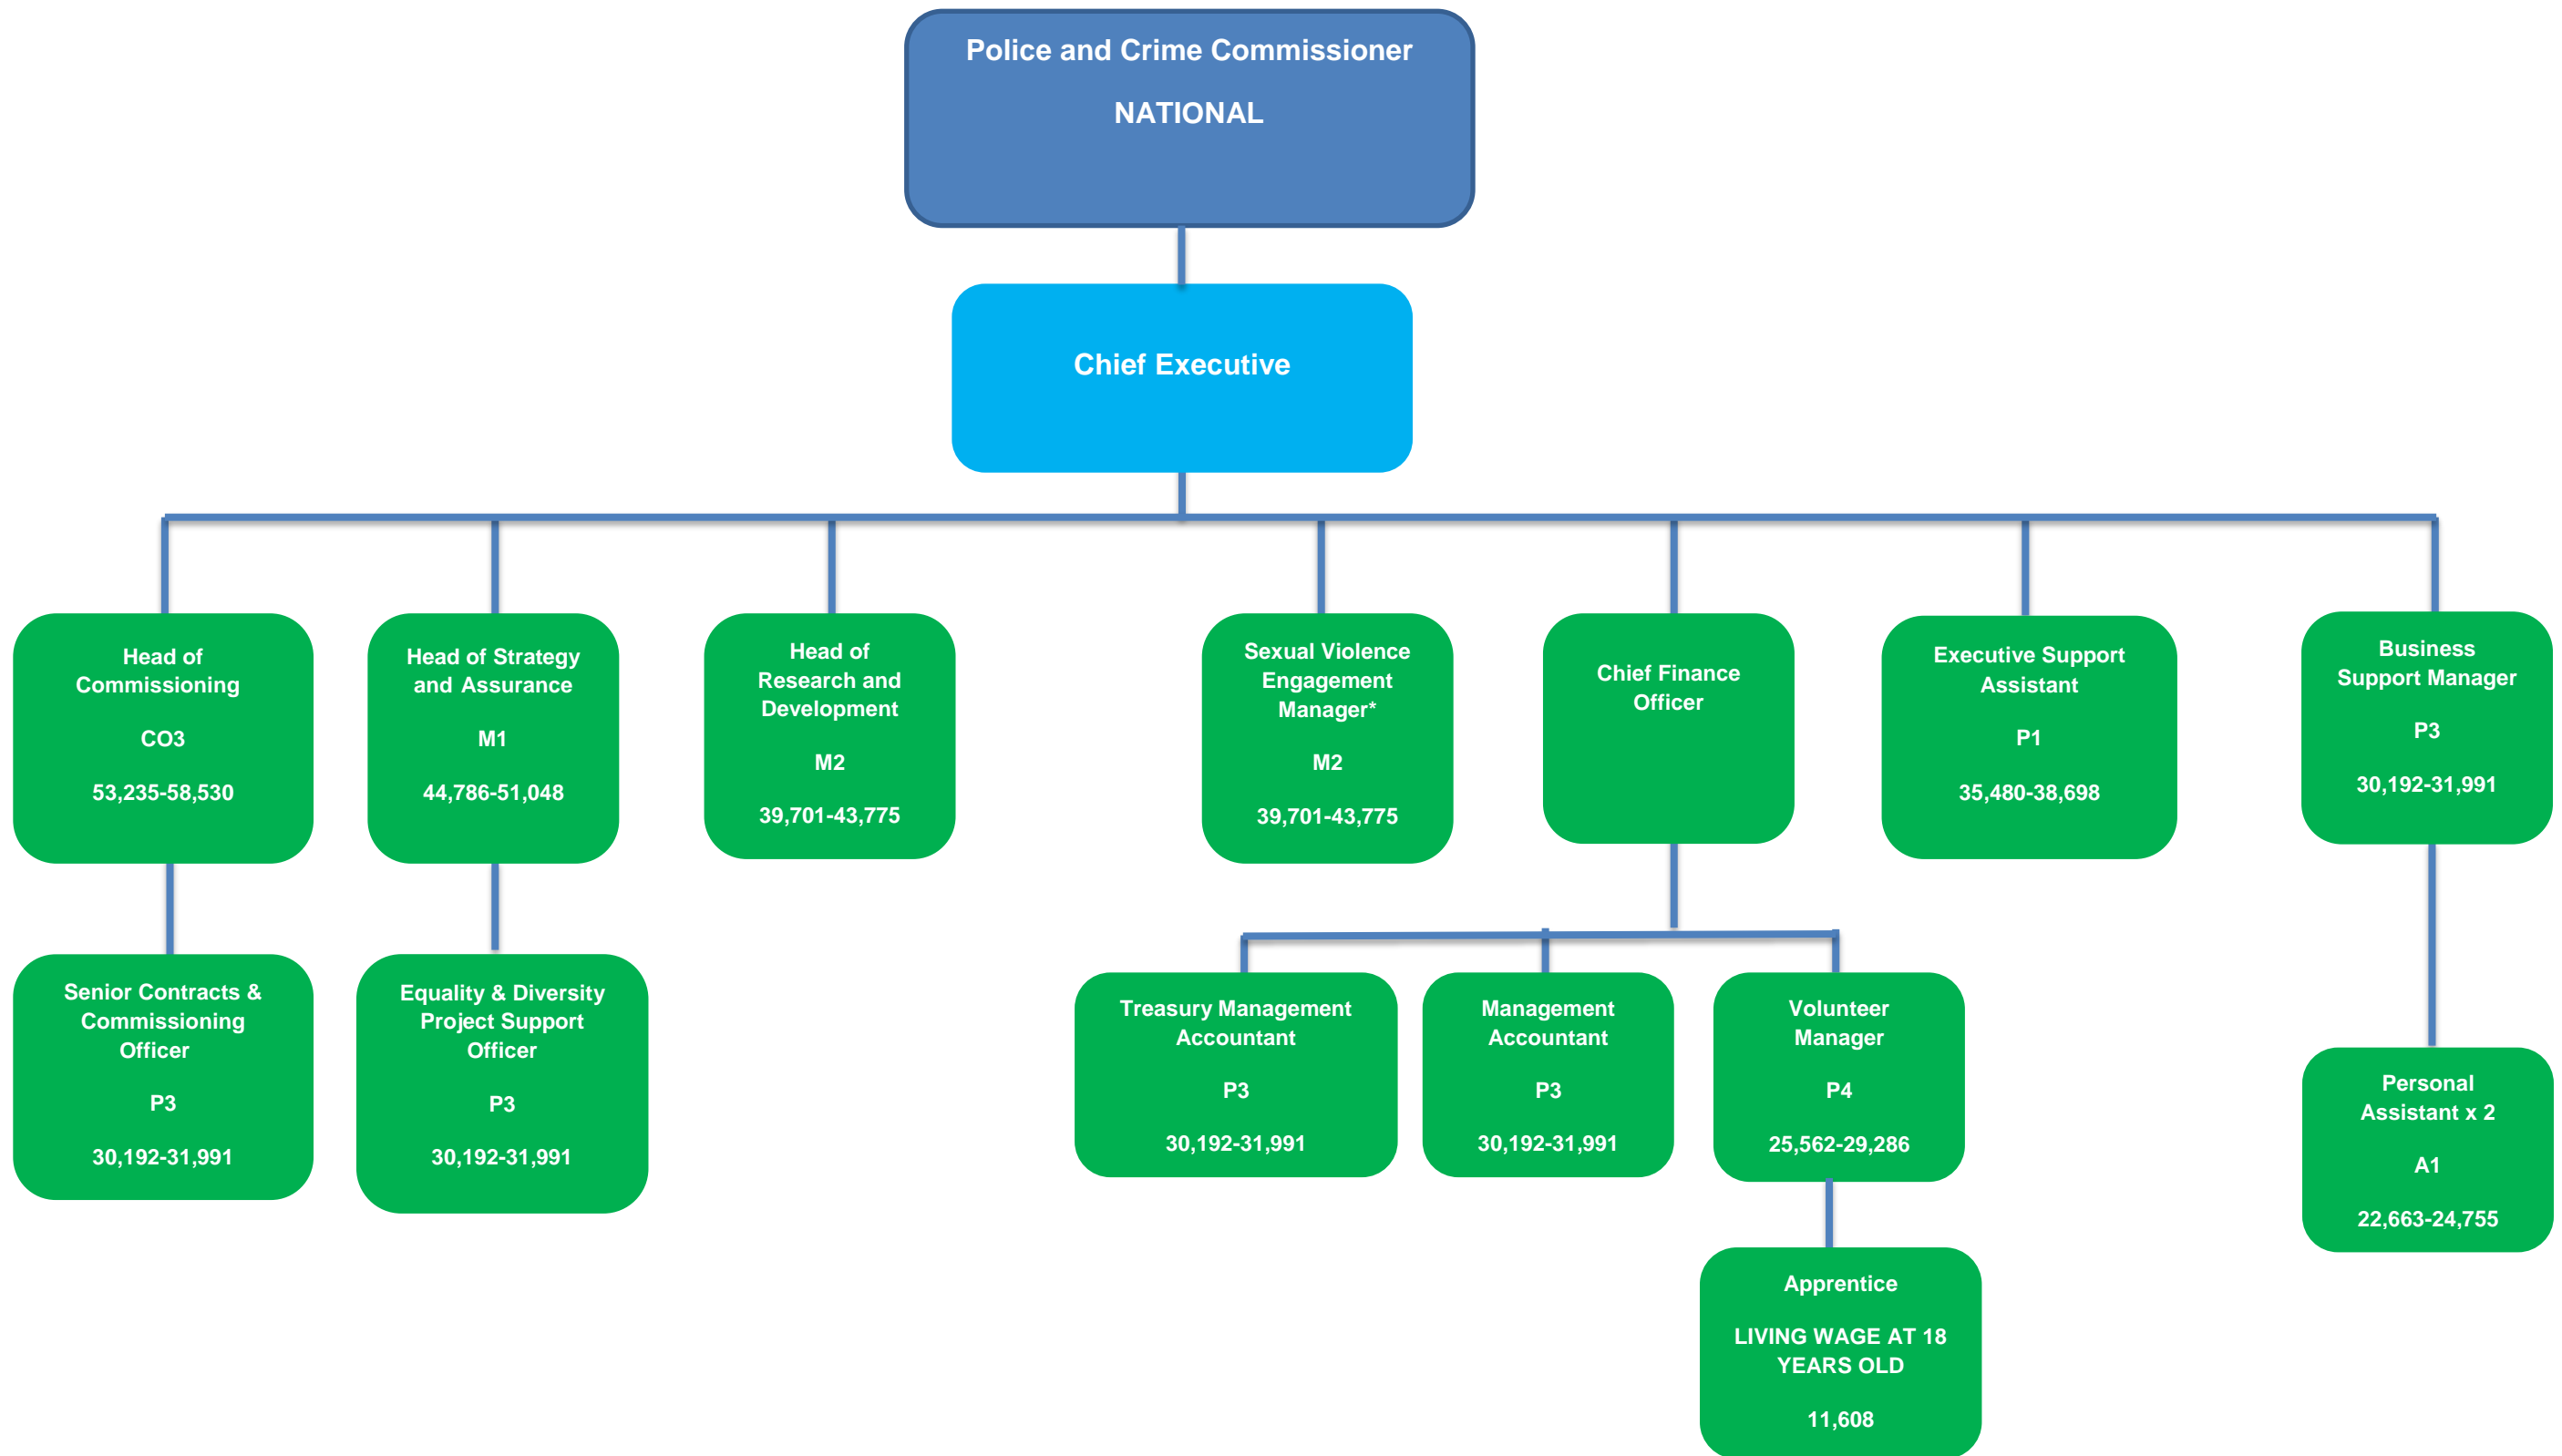 Police and Crime Commissioner
NATIONAL
Chief Executive
Head of
Commissioning
CO3
53,235-58,530
Head of Strategy
and Assurance
M1
44,786-51,048
Head of
Research and
Development
M2
39,701-43,775
Sexual Violence
Engagement
Manager*
M2
39,701-43,775
Chief Finance
Officer
Executive Support
Assistant
P1
35,480-38,698
Business
Support Manager
P3
30,192-31,991
Senior Contracts &
Commissioning
Officer
P3
30,192-31,991
Equality & Diversity
Project Support
Officer
P3
30,192-31,991
Treasury Management
Accountant
P3
30,192-31,991
Management
Accountant
P3
30,192-31,991
Volunteer
Manager
P4
25,562-29,286
Personal
Assistant x 2
A1
22,663-24,755
Apprentice
LIVING WAGE AT 18
YEARS OLD
11,608